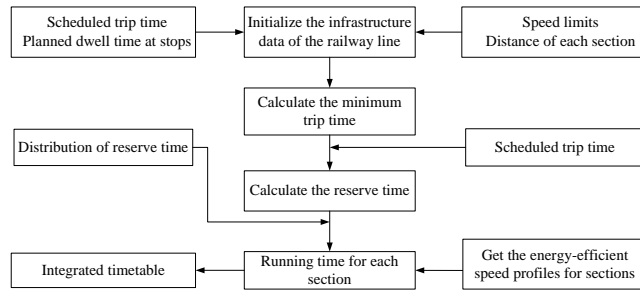 Scheduled trip time
Planned dwell time at stops
Initialize the infrastructure
data of the railway line
Speed limits
Distance of each section
Calculate the minimum
trip time
Distribution of reserve time
Scheduled trip time
Calculate the reserve time
Integrated timetable
Running time for each
section
Get the energy-efficient
speed profiles for sections